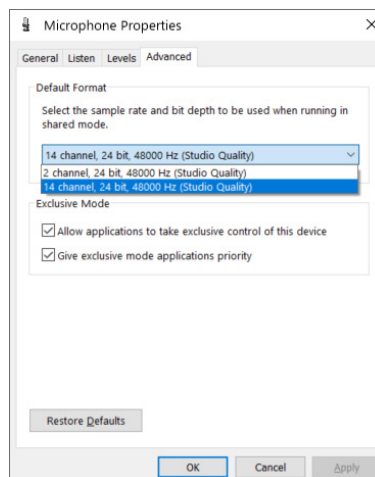 Microphone Properties
General Listen Levels Advanced
Default Format
Select the sample rate and bit depth to be used when running in
shared mode.
14 channel, 24 bit, 48000 Hz (Studio Quality)
2 channel, 24 bit, 48000 Hz (Studio Quality)
14 channel, 24 bit, 48000 Hz (Studio Quality)
Exclusive Mode
Allow applications to take exclusive control of this device
Give exclusive mode applications priority
Restore Defaults
OK Cancel Apply